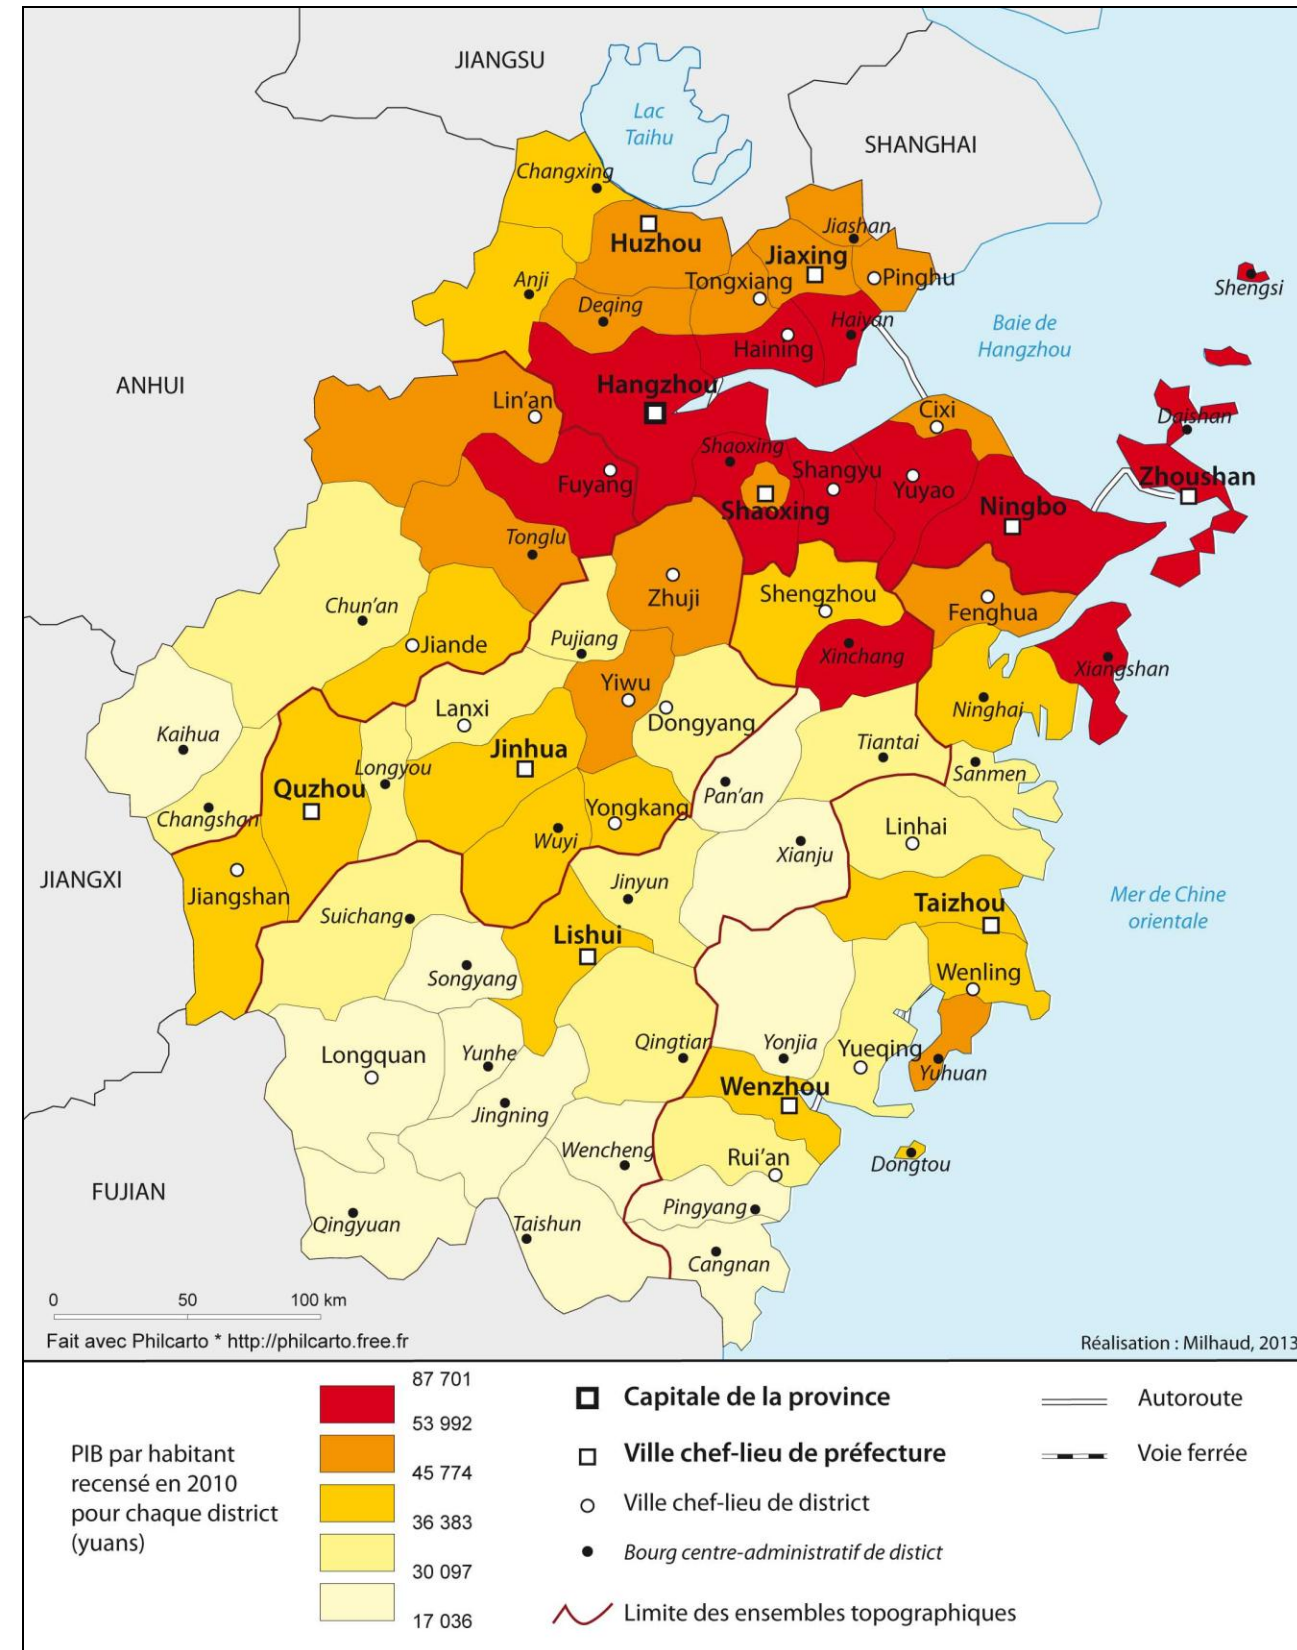 JIANGSU
Lac
Taihu
SHANGHAI
Changxing
Huzhou
Jiashan
Jiaxing
Tongxiang
Pinghu
Anji
Deqing
Shengsi
Haiyan
Haining
Baie de
Hangzhou
ANHUI
Hangzhou
Lin'an
Cixi
Daishan
Shaoxing
Shangyu
Fuyang
Yuyao
Zhoushan
Shaoxing
Ningbo
Tonglu
Zhuji
Shengzhou
Fenghua
Chun'an
Jiande
Pujiang
Xinchang
Xiangshan
Yiwu
Lanxi
Dongyang
Ninghai
Kaihua
Jinhua
Tiantai
Longyou
Sanmen
Quzhou
Pan'an
Changshan
Yongkang
Wuyi
Linhai
Xianju
JIANGXI
Jiangshan
Jinyun
Mer de Chine
orientale
Suichang
Taizhou
Lishui
Songyang
Wenling
Longquan
Yunhe
Qingtian
Yonjia
Yueqing
Yuhuan
Wenzhou
Jingning
Wencheng
Rui'an
Dongtou
FUJIAN
Qingyuan
Taishun
Pingyang
Cangnan
0 50 100 km
Fait avec Philcarto * http://philcarto.free.fr
Réalisation : Milhaud, 2013
PIB par habitant
recensé en 2010
pour chaque district
(yuans)
87 701
53 992
45 774
36 383
30 097
17 036
Capitale de la province
Ville chef-lieu de préfecture
Ville chef-lieu de district
Bourg centre-administratif de distict
Limite des ensembles topographiques
Autoroute
Voie ferrée